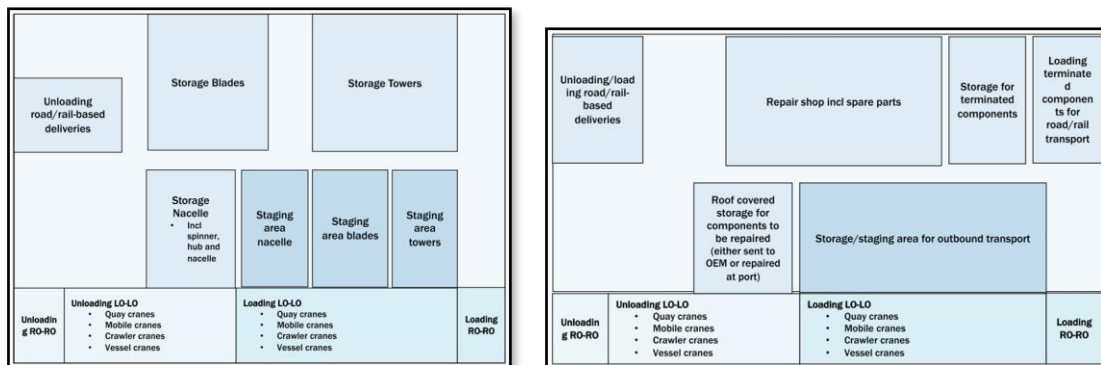 Storage Blades
Storage Towers
Unloading
road/rail-based
deliveries
Storage
Nacelle
• Incl
spinner,
hub and
nacelle
Staging
area
nacelle
Staging
area blades
Staging
area
towers
Unloadin
g RO-RO
Unloading LO-LO
• Quay cranes
• Mobile cranes
• Crawler cranes
• Vessel cranes
Loading LO-LO
• Quay cranes
• Mobile cranes
• Crawler cranes
• Vessel cranes
Loading
RO-RO
Unloading/load
ing road/rail-
based
deliveries
Repair shop incl spare parts
Storage for
terminated
components
Loading
terminate
d
compone
nts for
road/rail
transport
Roof covered
storage for
components to
be repaired
(either sent to
OEM or repaired
at port)
Storage/staging area for outbound transport
Unloadin
g RO-RO
Unloading LO-LO
• Quay cranes
• Mobile cranes
• Crawler cranes
• Vessel cranes
Loading LO-LO
• Quay cranes
• Mobile cranes
• Crawler cranes
• Vessel cranes
Loading
RO-RO